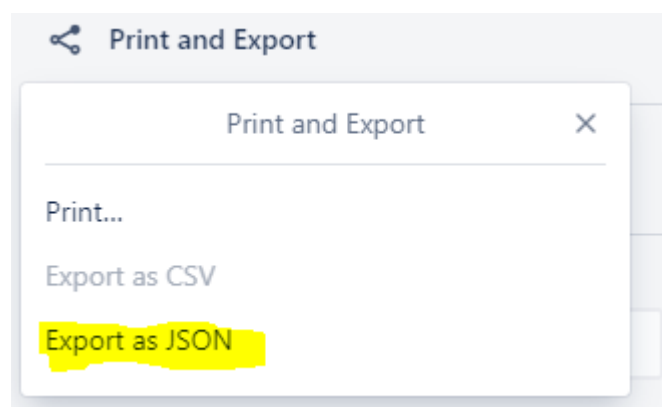 Print and Export
Print and Export
Print...
Export as CSV
Export as JSON